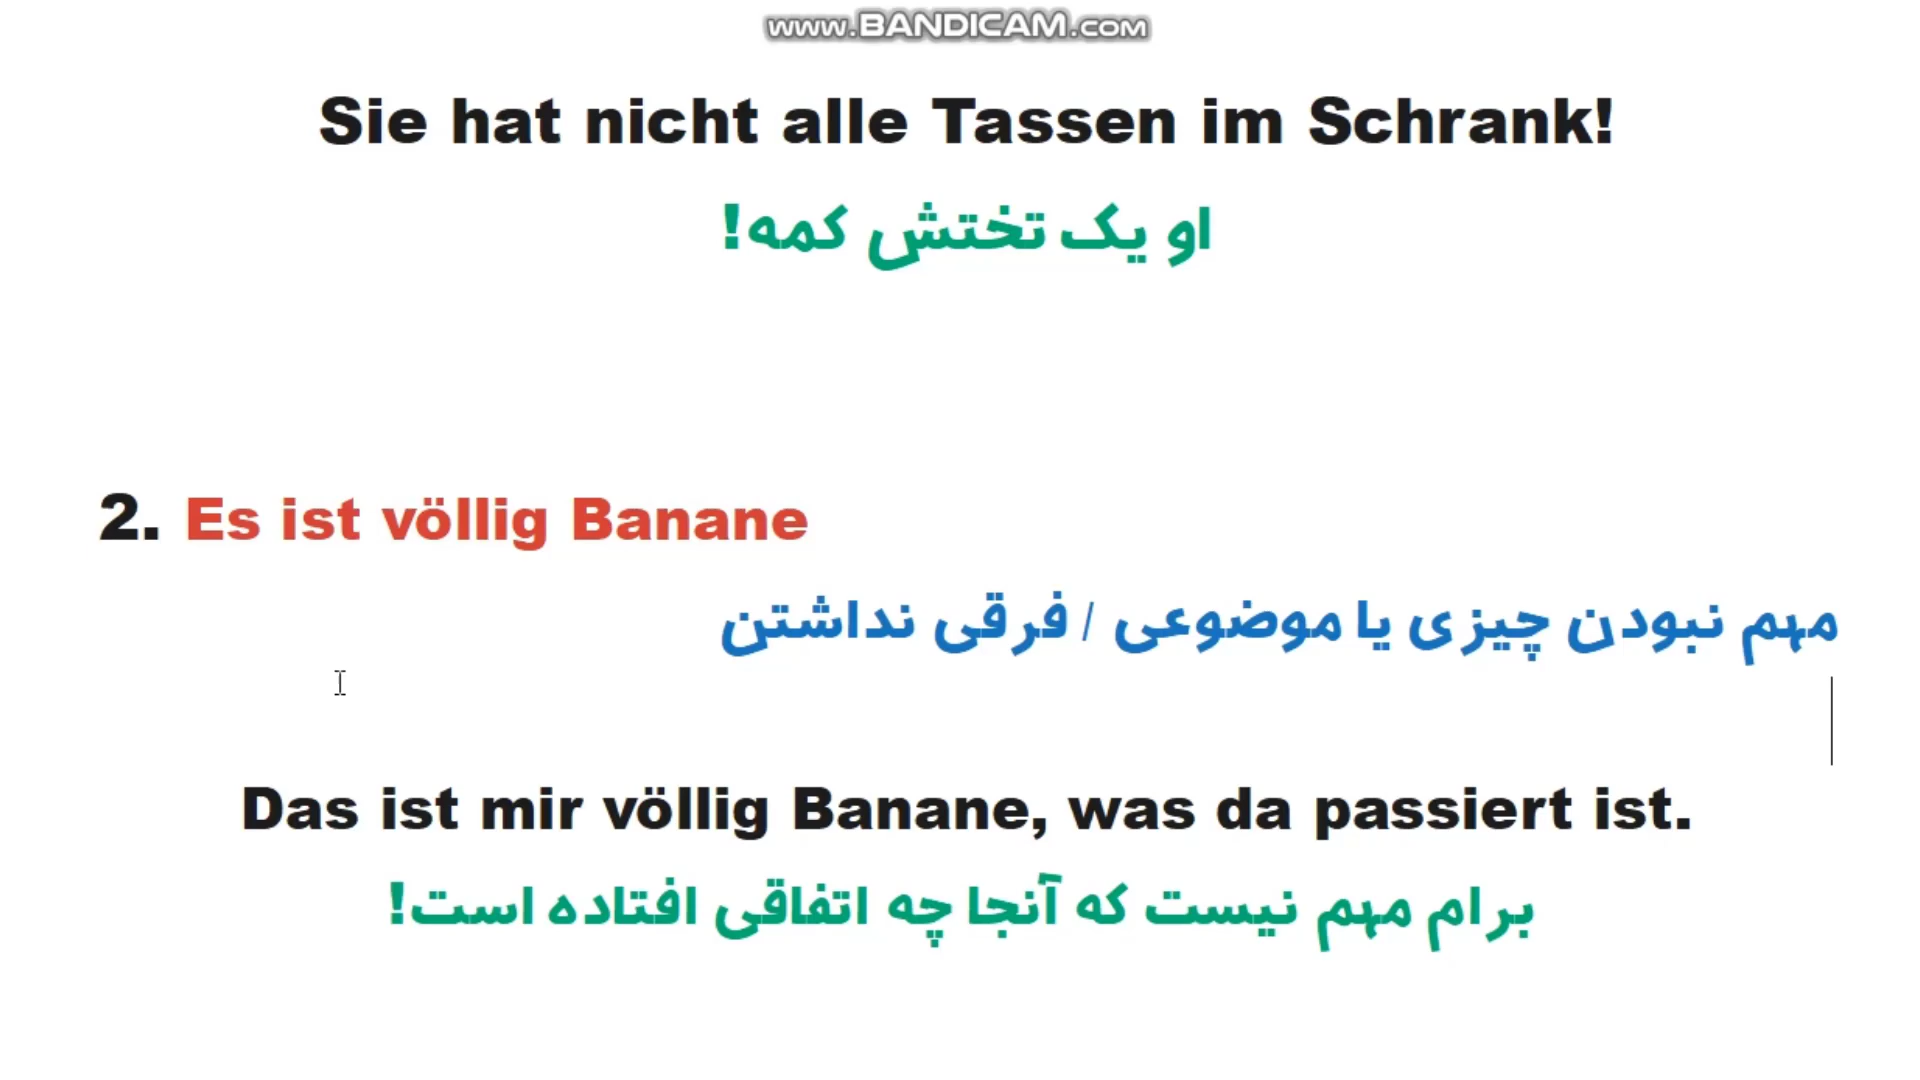 www.BANDICAM.com
Sie hat nicht alle Tassen im Schrank!
او یک تختش کمه!
2. Es ist völlig Banane
مهم نبودن چیزی یا موضوعی / فرقی نداشتن
Das ist mir völlig Banane, was da passiert ist.
برام مهم نیست که آنجا چه اتفاقی افتاده است!